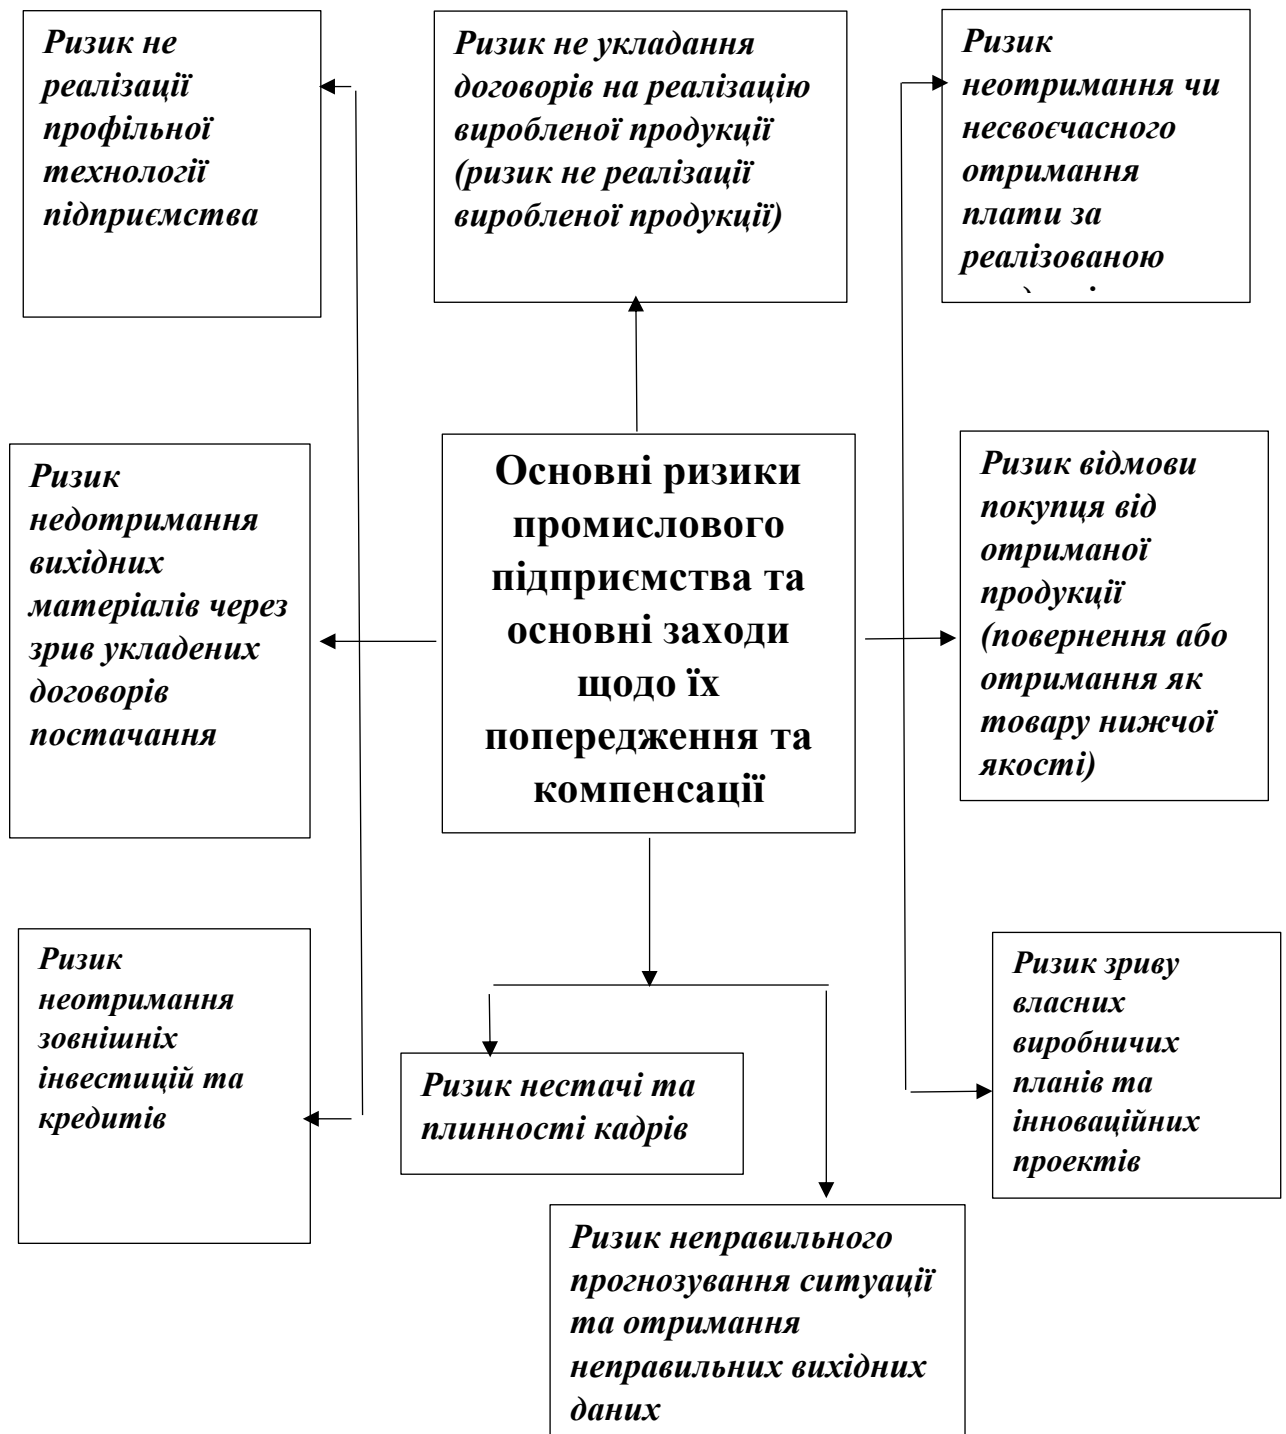 Ризик не
реалізації
профільної
технології
підприємства
Ризик не укладання
договорів на реалізацію
виробленої продукції
(ризик не реалізації
виробленої продукції)
Ризик
неотримання чи
несвоєчасного
отримання
плати за
реалізованою
Ризик
недотримання
вихідних
матеріалів через
зрив укладених
договорів
постачання
Основні ризики
промислового
підприємства та
основні заходи
щодо їх
попередження та
компенсації
Ризик відмови
покупця від
отриманої
продукції
(повернення або
отримання як
товару нижчої
якості)
Ризик
неотримання
зовнішніх
інвестицій та
кредитів
Ризик нестачі та
плинності кадрів
Ризик зриву
власних
виробничих
планів та
інноваційних
проектів
Ризик неправильного
прогнозування ситуації
та отримання
неправильних вихідних
даних